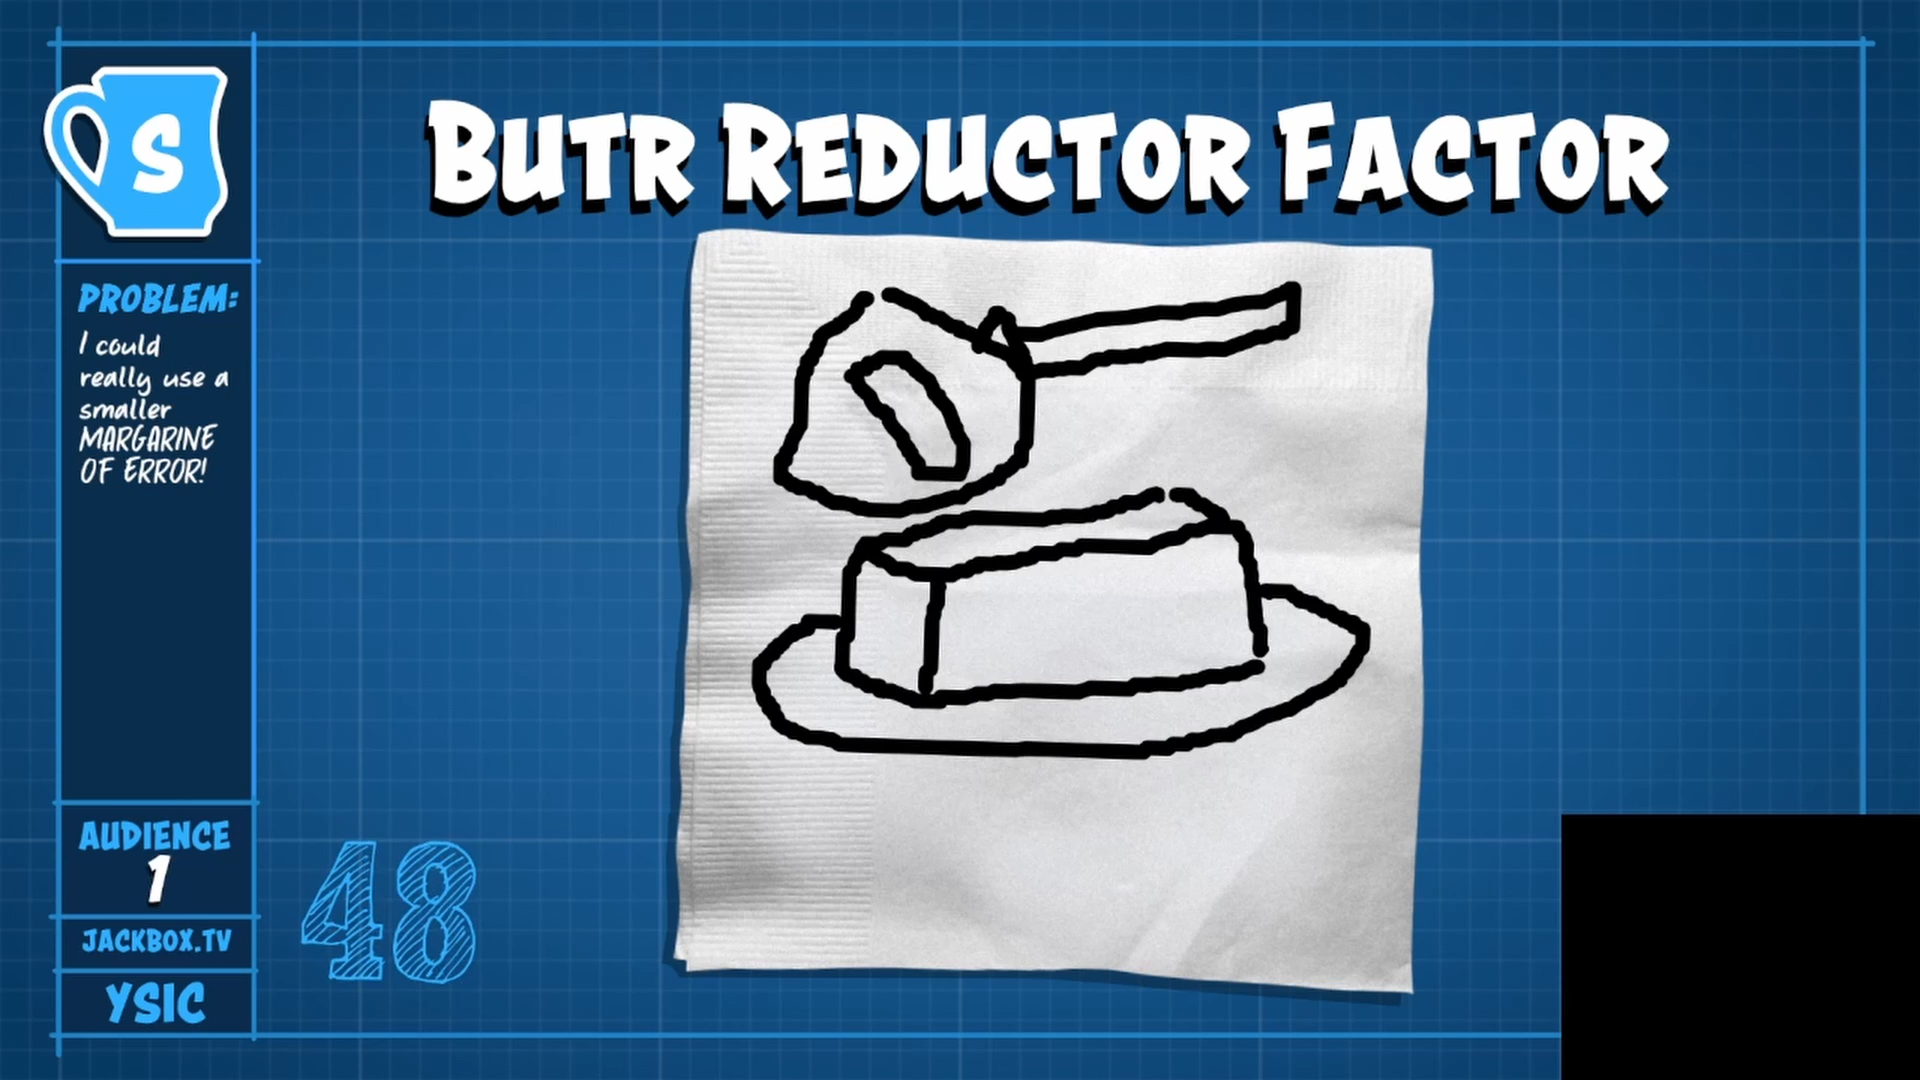 S
BUTR REDUCTOR FACTOR
PROBLEM:
I could
really use a
smaller
MARGARINE
OF ERROR!
AUDIENCE
1
JACKBOX.TV
YSIC
48